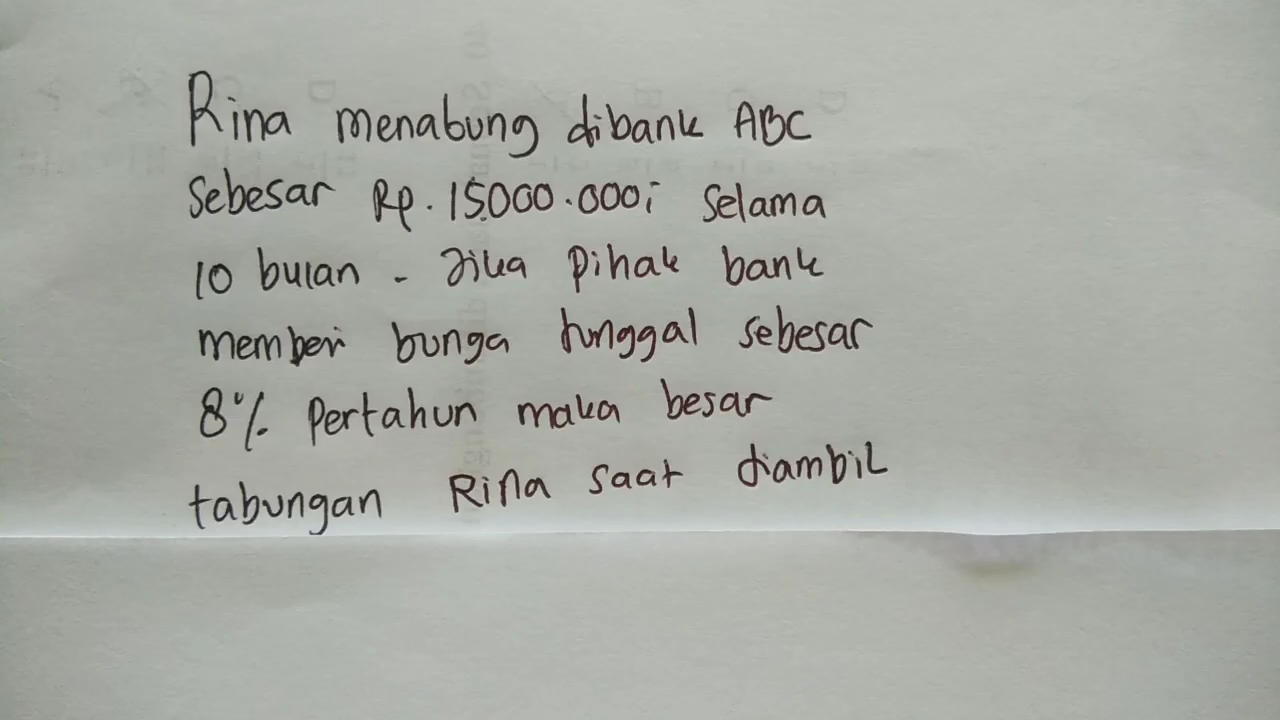 Rina menabung dibank ABC
sebesar Rp. 15.000.000; selama
10 bulan - Jika pihak bank
memberi bunga tunggal sebesar
8% pertahun maka besar
tabungan Rina saat diambil